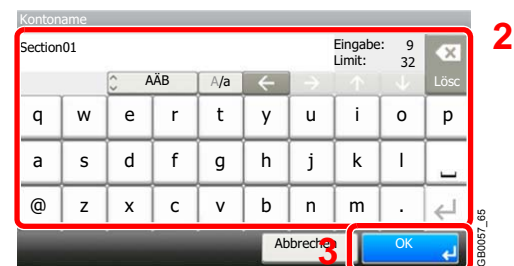 Kontoname
Section01
Eingabe: 9
Limit: 32
AÄB A/a Lösc
q w e r t y u i o p
a s d f g h j k l
@ z x c v b n m .
Abbrechen OK
2
3
GB0057_65